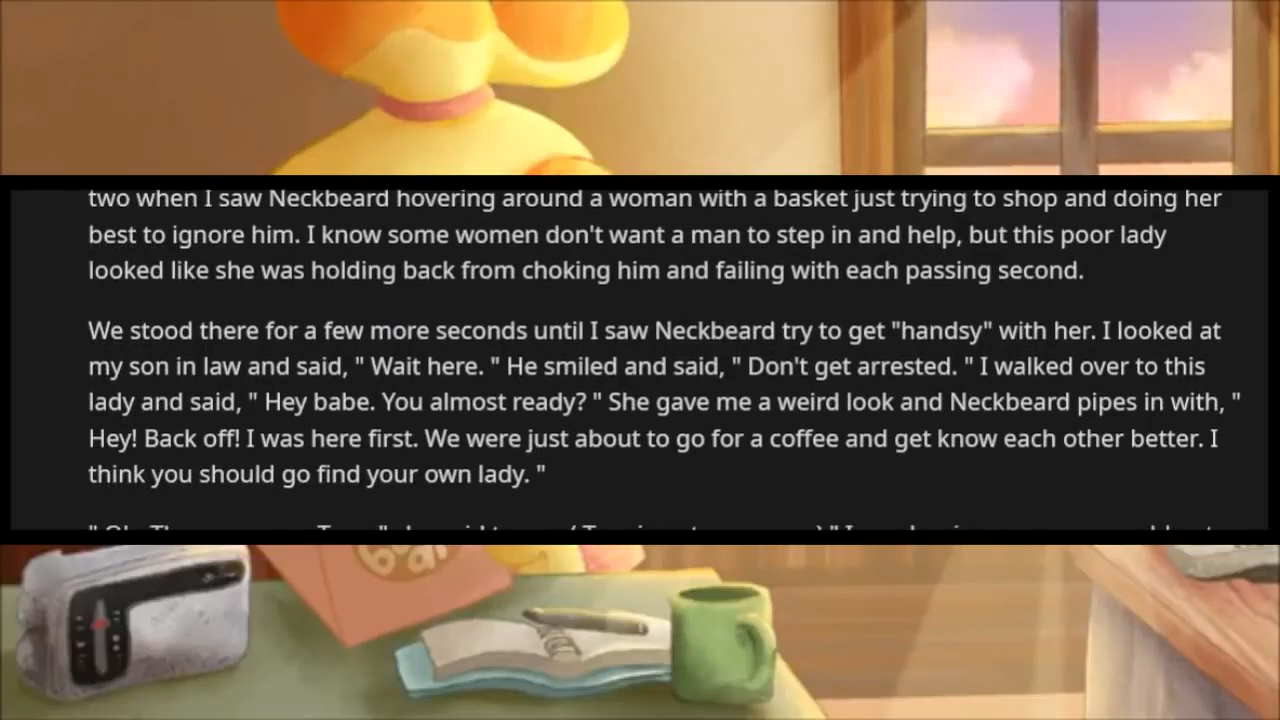 two when I saw Neckbeard hovering around a woman with a basket just trying to shop and doing her
best to ignore him. I know some women don't want a man to step in and help, but this poor lady
looked like she was holding back from choking him and failing with each passing second.
We stood there for a few more seconds until I saw Neckbeard try to get "handsy" with her. I looked at
my son in law and said, " Wait here. " He smiled and said, " Don't get arrested. " I walked over to this
lady and said, " Hey babe. You almost ready? " She gave me a weird look and Neckbeard pipes in with, "
Hey! Back off! I was here first. We were just about to go for a coffee and get know each other better. I
think you should go find your own lady. "